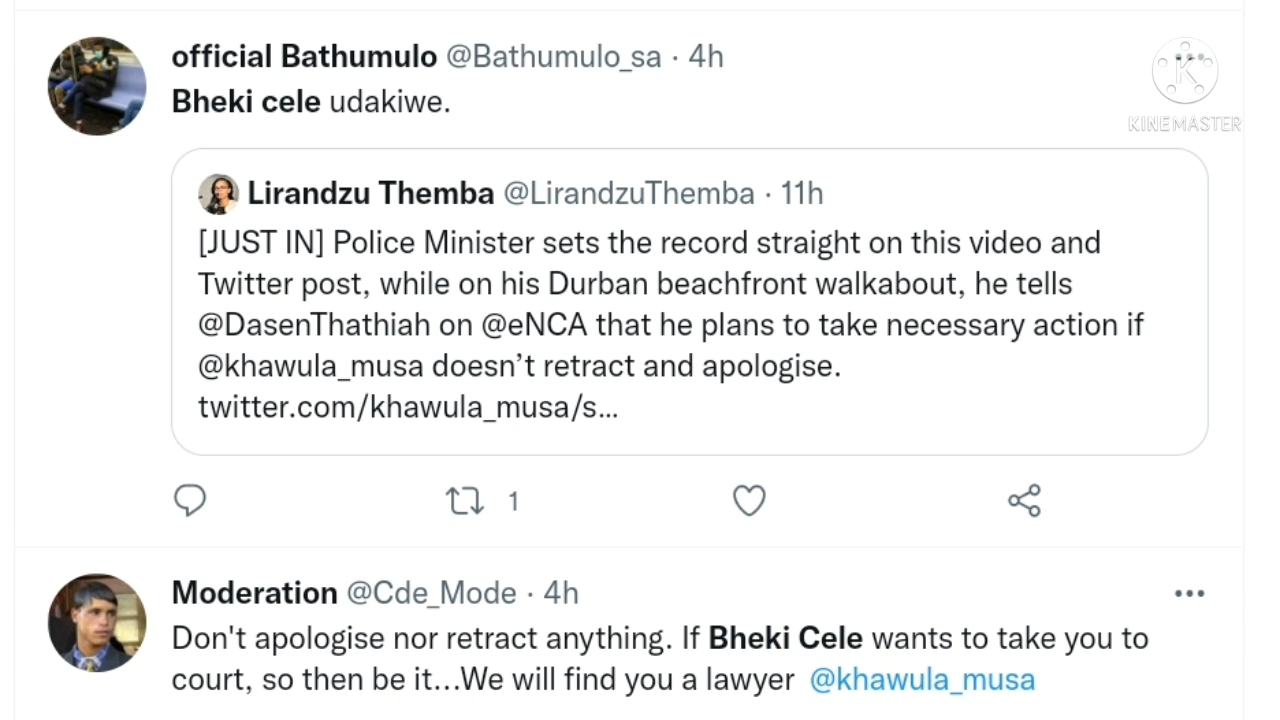 official Bathumulo @Bathumulo_sa · 4h
Bheki cele udakiwe.
K
KINEMASTER
Lirandzu Themba @LirandzuThemba · 11h
[JUST IN] Police Minister sets the record straight on this video and
Twitter post, while on his Durban beachfront walkabout, he tells
@DasenThathiah on @eNCA that he plans to take necessary action if
@khawula_musa doesn’t retract and apologise.
twitter.com/khawula_musa/s...
1
Moderation @Cde_Mode · 4h
Don't apologise nor retract anything. If Bheki Cele wants to take you to
court, so then be it...We will find you a lawyer @khawula_musa